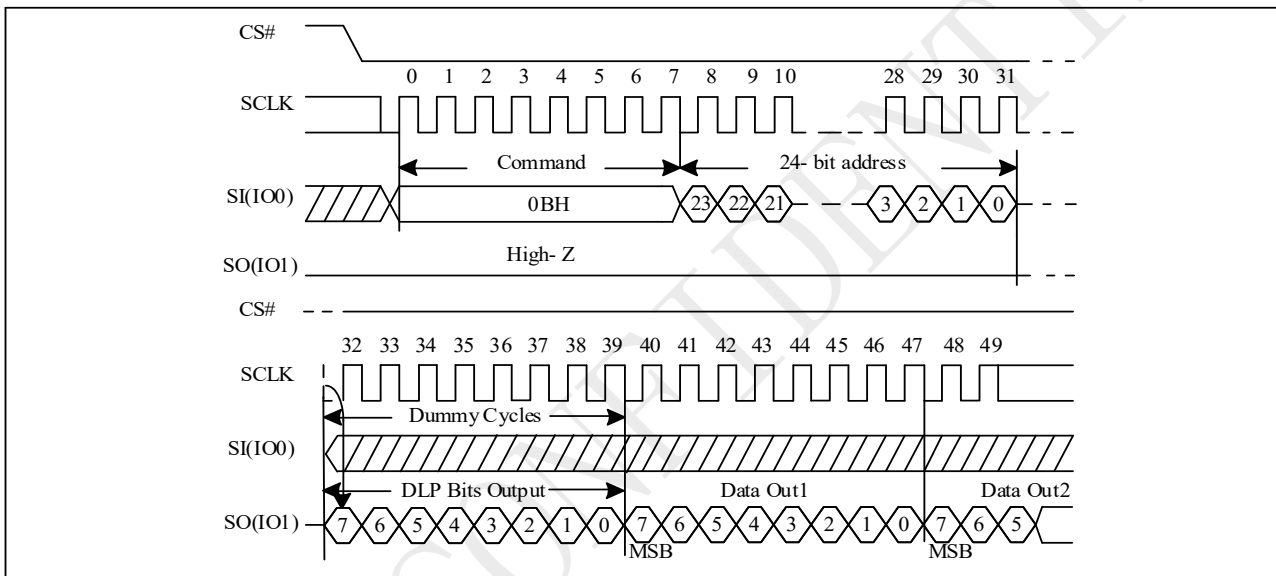 CS#
0 1 2 3 4 5 6 7 8 9 10 28 29 30 31
SCLK
Command 24- bit address
SI(IO0) 0BH 23 22 21 3 2 1 0
High- Z
SO(IO1)
CS#
32 33 34 35 36 37 38 39 40 41 42 43 44 45 46 47 48 49
SCLK
Dummy Cycles
SI(IO0)
DLP Bits Output Data Out1 Data Out2
SO(IO1) 7 6 5 4 3 2 1 0 7 6 5 4 3 2 1 0 7 6 5
MSB MSB